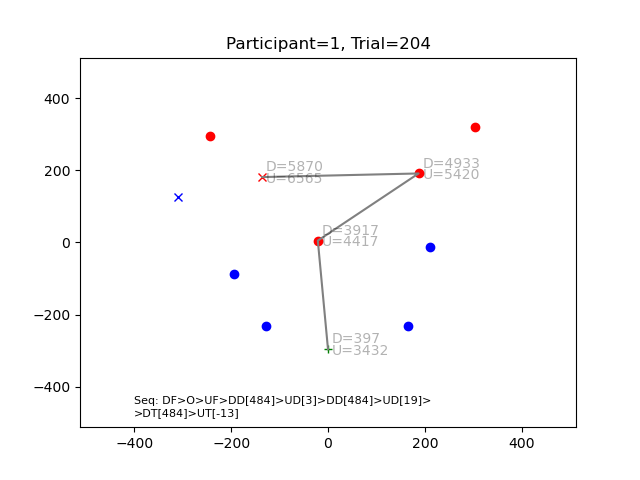 Participant=1, Trial=204
400
200
0
−200
−400
D=5870
U=6565
D=4933
U=5420
D=3917
U=4417
D=397
U=3432
Seq: DF>O>UF>DD[484]>UD[3]>DD[484]>UD[19]>
>DT[484]>UT[-13]
−400
−200
0
200
400